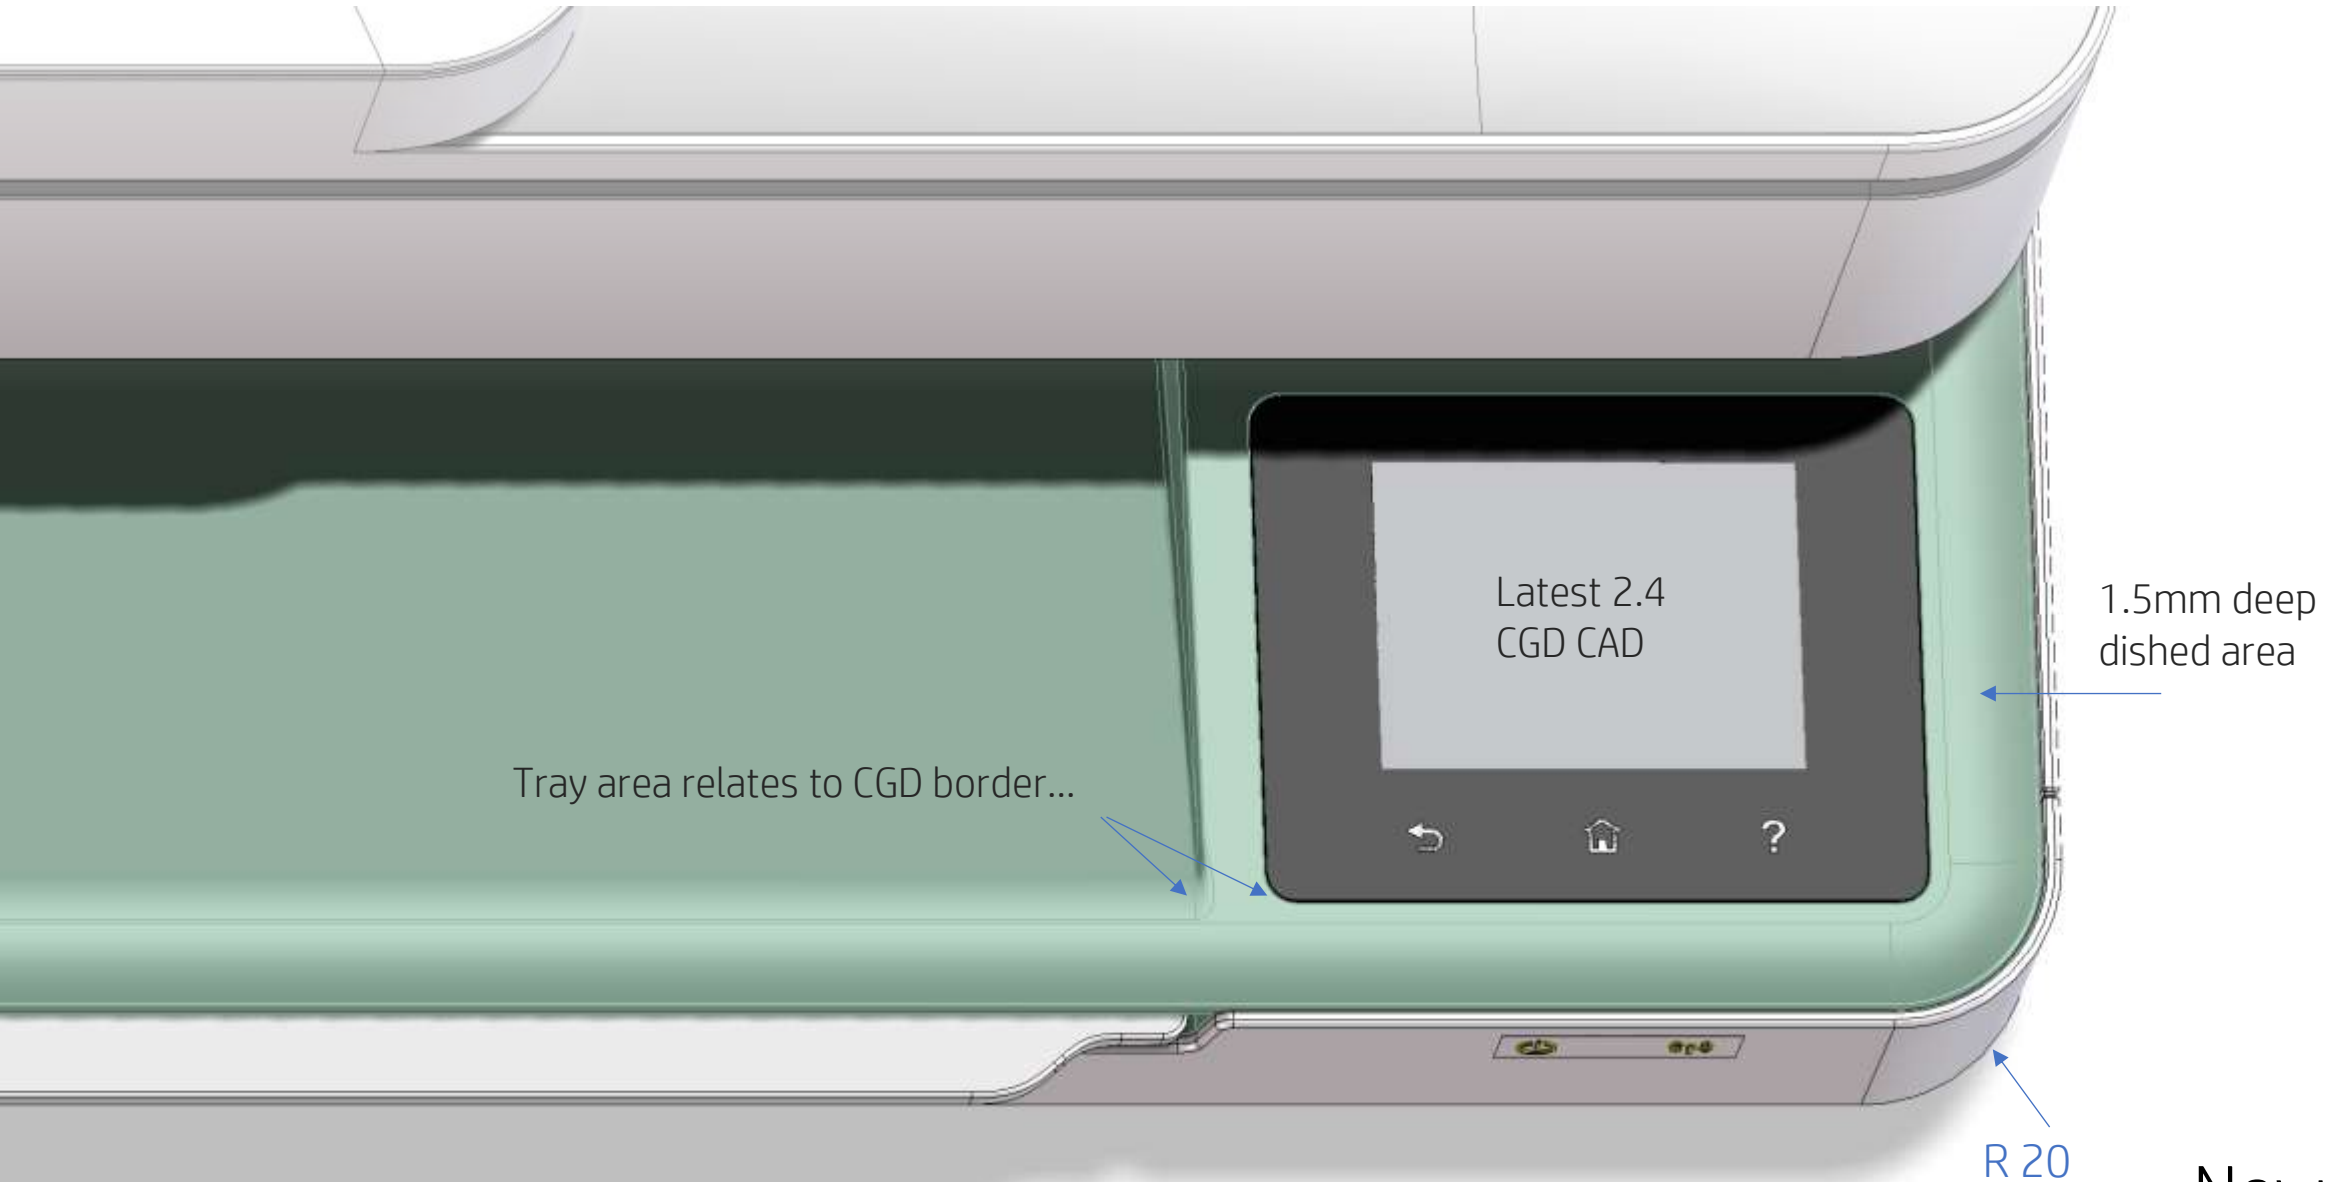 Latest 2.4
CGD CAD
1.5mm deep
dished area
Tray area relates to CGD border...
?
R 20